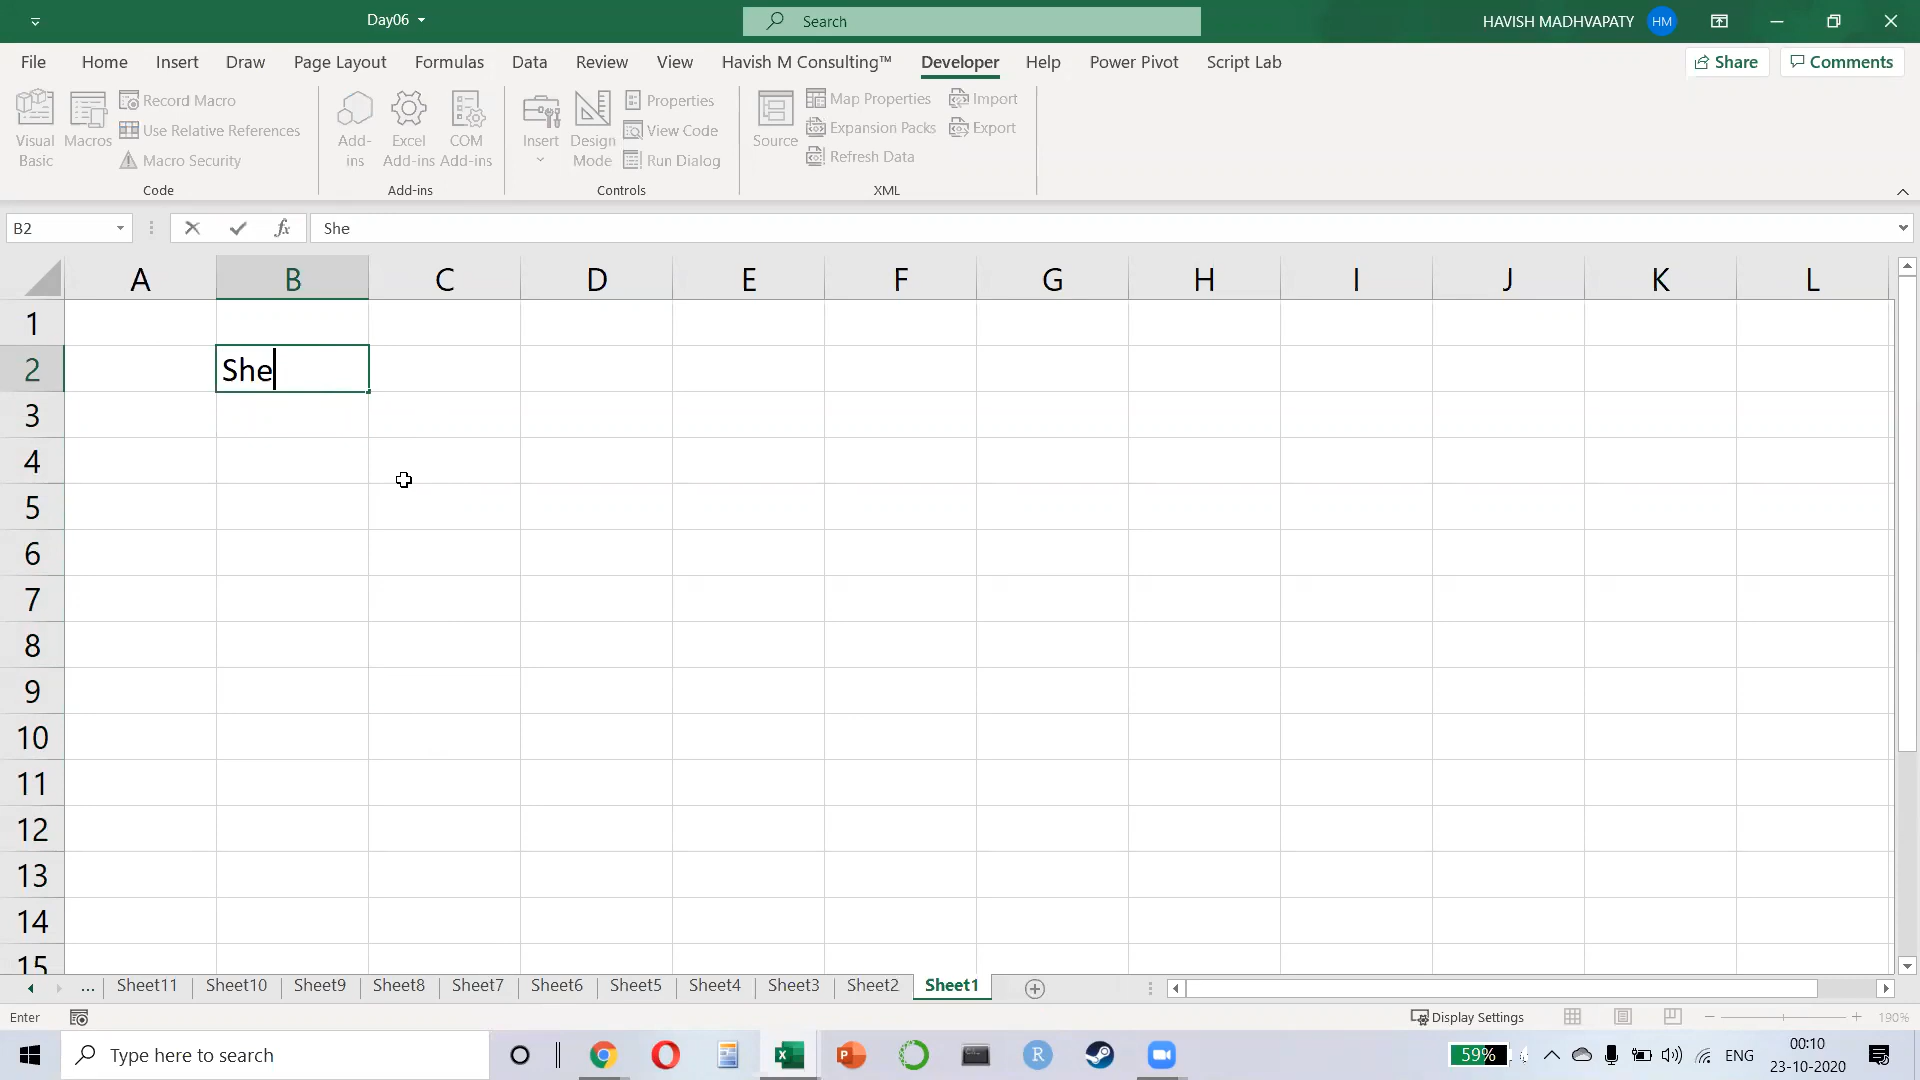 Day06
Search
HAVISH MADHVAPATY HM
File Home Insert Draw Page Layout Formulas Data Review View Havish M Consulting™ Developer Help Power Pivot Script Lab Share Comments
Visual Basic
Macros
Record Macro
Use Relative References
Macro Security
Code
Add-ins
Excel Add-ins
COM Add-ins
Add-ins
Insert
Design Mode
Properties
View Code
Run Dialog
Controls
Source
Map Properties
Expansion Packs
Refresh Data
Import
Export
XML
B2 fx She
A B C D E F G H I J K L
1
2 She
3
4
5
6
7
8
9
10
11
12
13
14
15
... Sheet11 Sheet10 Sheet9 Sheet8 Sheet7 Sheet6 Sheet5 Sheet4 Sheet3 Sheet2 Sheet1
Enter Display Settings 190%
Type here to search
R
59% ENG 00:10
23-10-2020